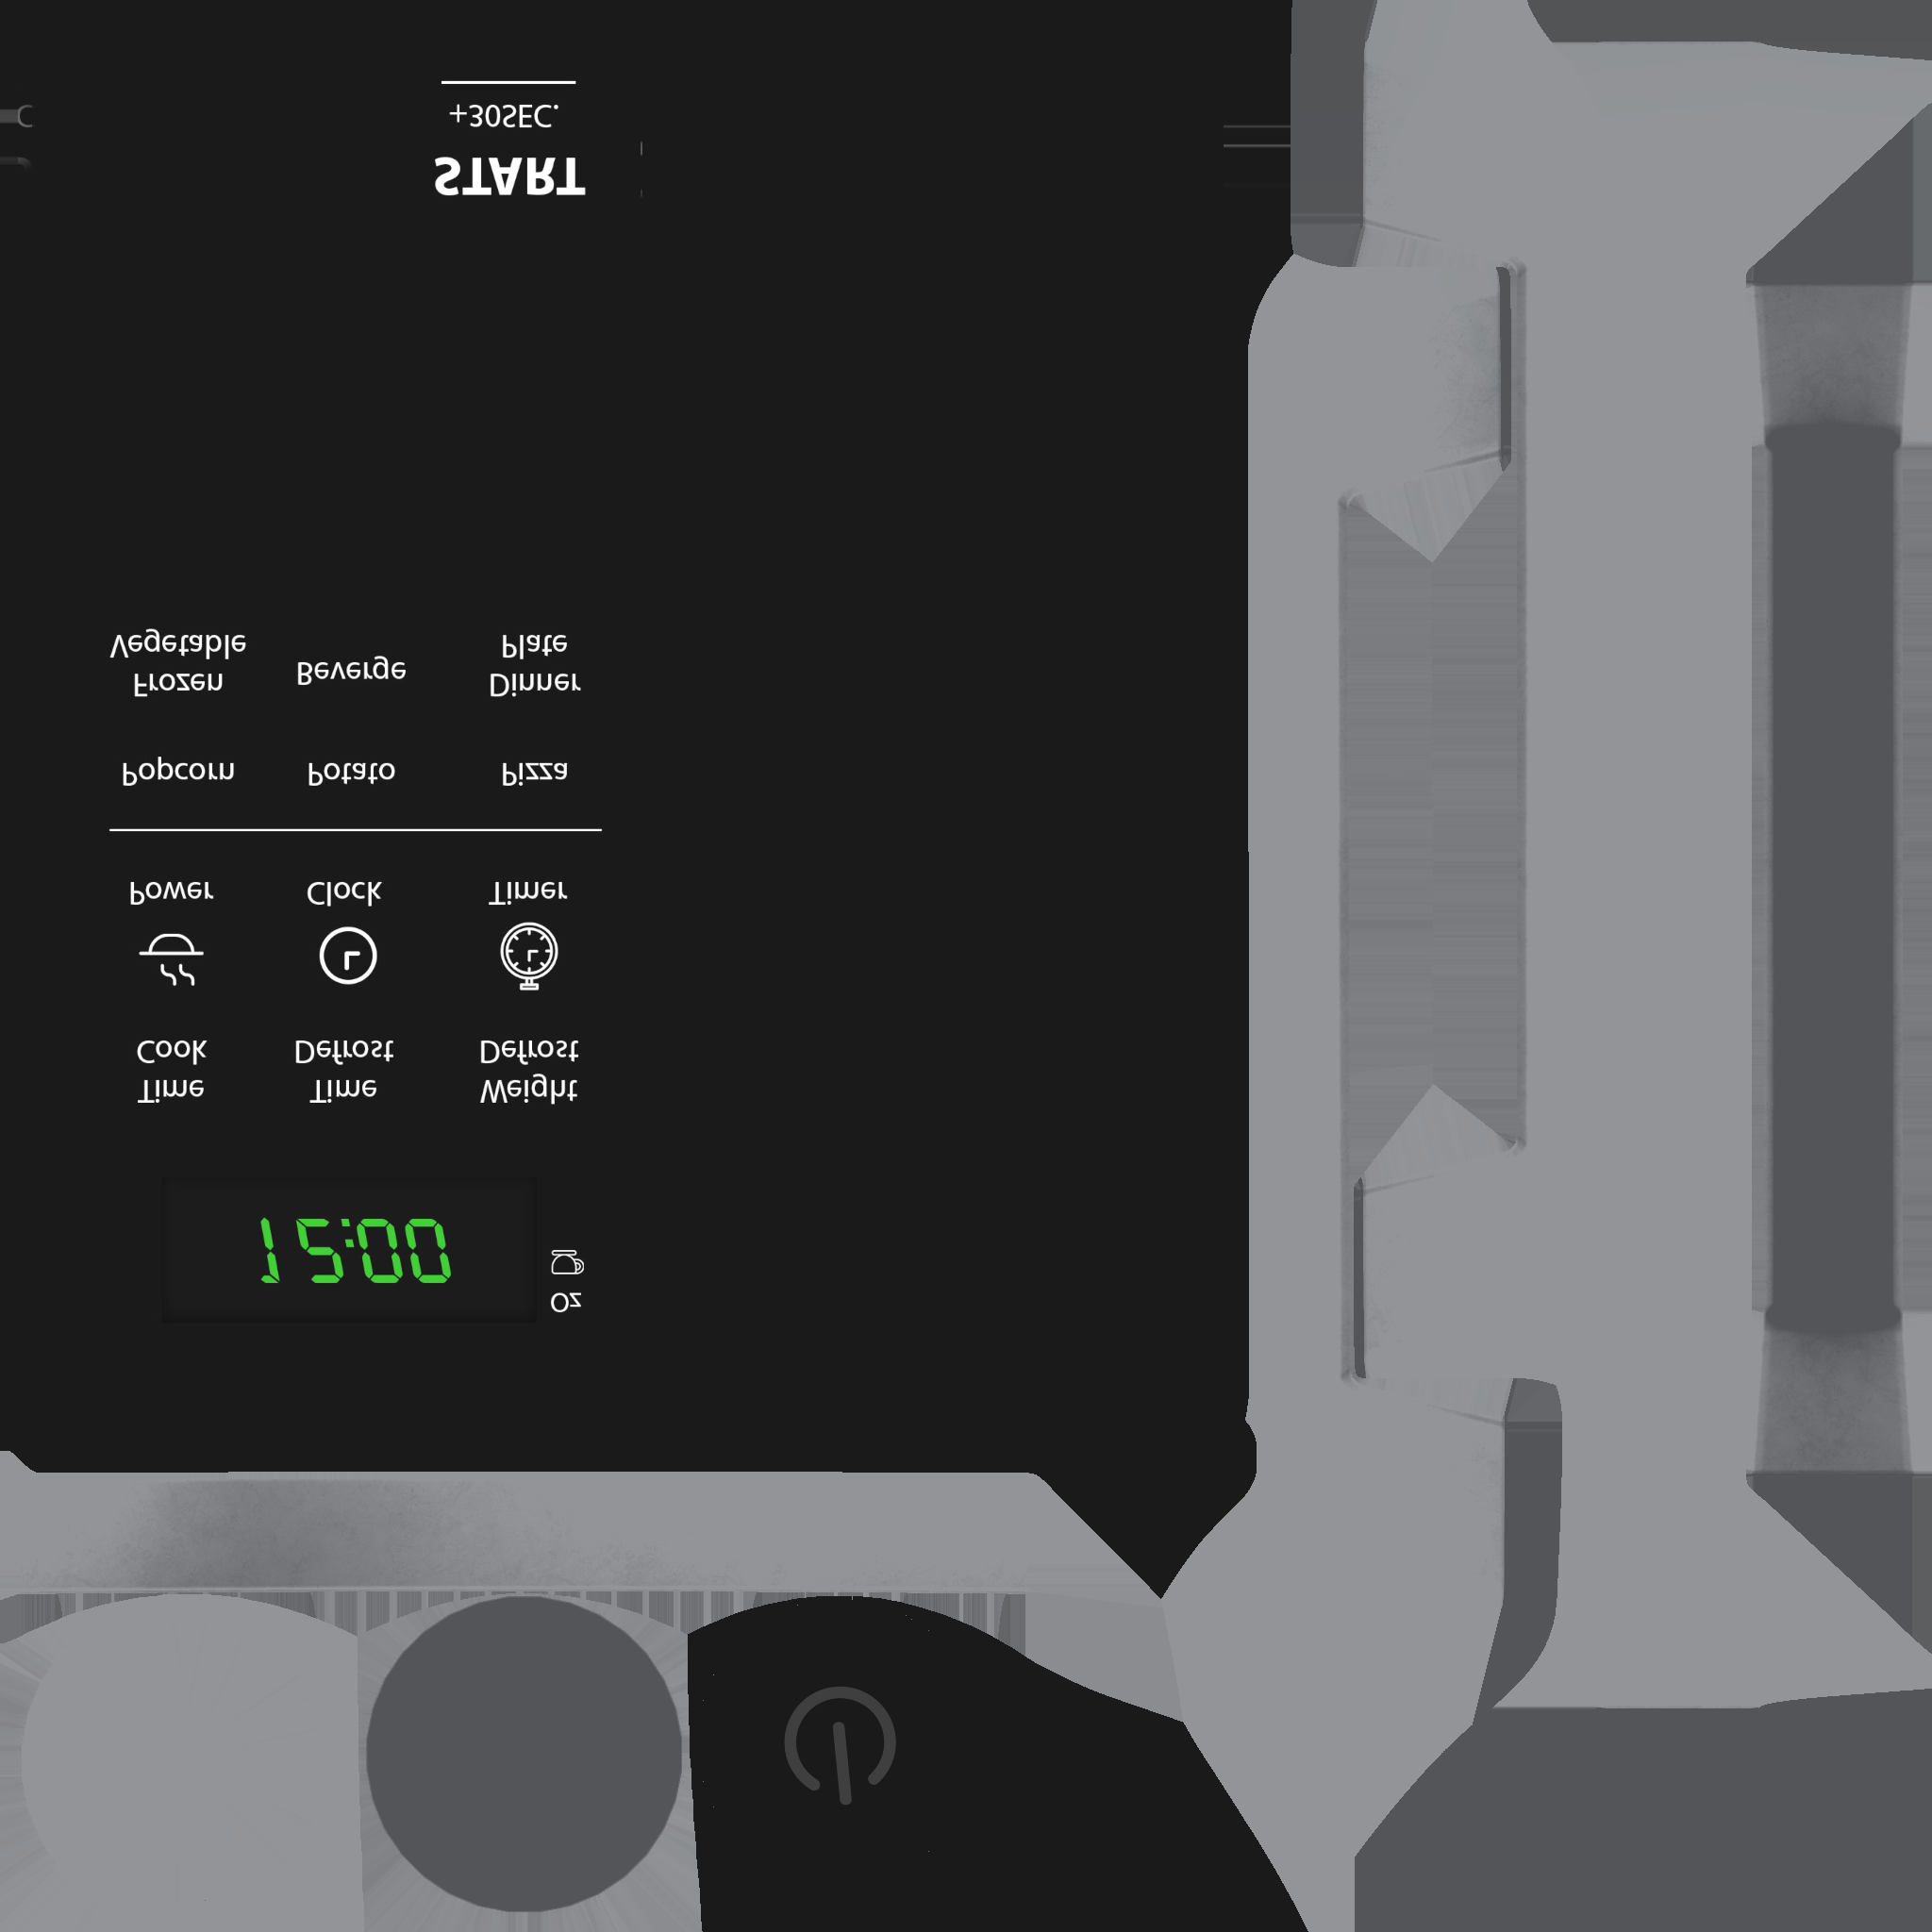 Oz
12:00
Time
Cook
Time
Defrost
Weight
Defrost
Power
Clock
Timer
Popcorn
Potato
Pizza
Frozen
Vegetable
Beverge
Dinner
Plate
START
+30SEC.